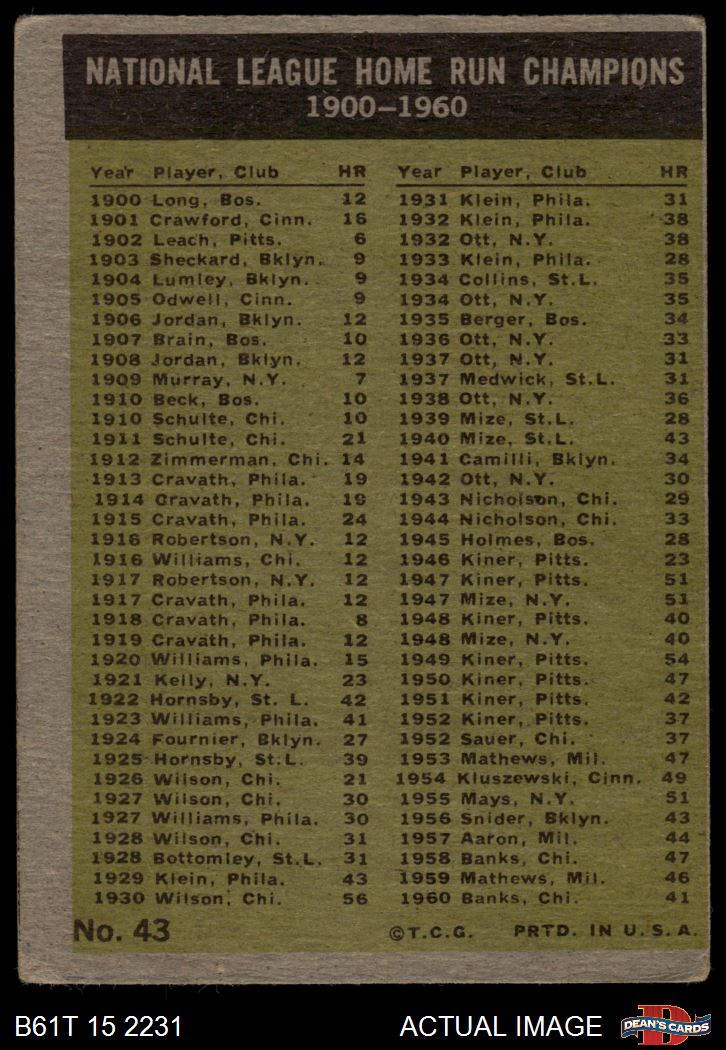 NATIONAL LEAGUE HOME RUN CHAMPIONS
1900-1960
Year Player, Club HR
1900 Long, Bos. 12
1901 Crawford, Cinn. 16
1902 Leach, Pitts. 6
1903 Sheckard, Bklyn. 9
1904 Lumley, Bklyn. 9
1905 Odwell, Cinn. 9
1906 Jordan, Bklyn. 12
1907 Brain, Bos. 10
1908 Jordan, Bklyn. 12
1909 Murray, N.Y. 7
1910 Beck, Bos. 10
1910 Schulte, Chi. 10
1911 Schulte, Chi. 21
1912 Zimmerman, Chi. 14
1913 Cravath, Phila. 19
1914 Cravath, Phila. 19
1915 Cravath, Phila. 24
1916 Robertson, N.Y. 12
1916 Williams, Chi. 12
1917 Robertson, N.Y. 12
1917 Cravath, Phila. 12
1918 Cravath, Phila. 8
1919 Cravath, Phila. 12
1920 Williams, Phila. 15
1921 Kelly, N.Y. 23
1922 Hornsby, St. L. 42
1923 Williams, Phila. 41
1924 Fournier, Bklyn. 27
1925 Hornsby, St.L. 39
1926 Wilson, Chi. 21
1927 Wilson, Chi. 30
1927 Williams, Phila. 30
1928 Wilson, Chi. 31
1928 Bottomley, St.L. 31
1929 Klein, Phila. 43
1930 Wilson, Chi. 56
Year Player, Club HR
1931 Klein, Phila. 31
1932 Klein, Phila. 38
1932 Ott, N.Y. 38
1933 Klein, Phila. 28
1934 Collins, St.L. 35
1934 Ott, N.Y. 35
1935 Berger, Bos. 34
1936 Ott, N.Y. 33
1937 Ott, N.Y. 31
1937 Medwick, St.L. 31
1938 Ott, N.Y. 36
1939 Mize, St.L. 28
1940 Mize, St.L. 43
1941 Camilli, Bklyn. 34
1942 Ott, N.Y. 30
1943 Nicholson, Chi. 29
1944 Nicholson, Chi. 33
1945 Holmes, Bos. 28
1946 Kiner, Pitts. 23
1947 Kiner, Pitts. 51
1947 Mize, N.Y. 51
1948 Kiner, Pitts. 40
1948 Mize, N.Y. 40
1949 Kiner, Pitts. 54
1950 Kiner, Pitts. 47
1951 Kiner, Pitts. 42
1952 Kiner, Pitts. 37
1952 Sauer, Chi. 37
1953 Mathews, Mil. 47
1954 Kluszewski, Cinn. 49
1955 Mays, N.Y. 51
1956 Snider, Bklyn. 43
1957 Aaron, Mil. 44
1958 Banks, Chi. 47
1959 Mathews, Mil. 46
1960 Banks, Chi. 41
No. 43 ©T.C.G. PRTD. IN U.S.A.
B61T 15 2231 ACTUAL IMAGE D DEAN'S CARDS